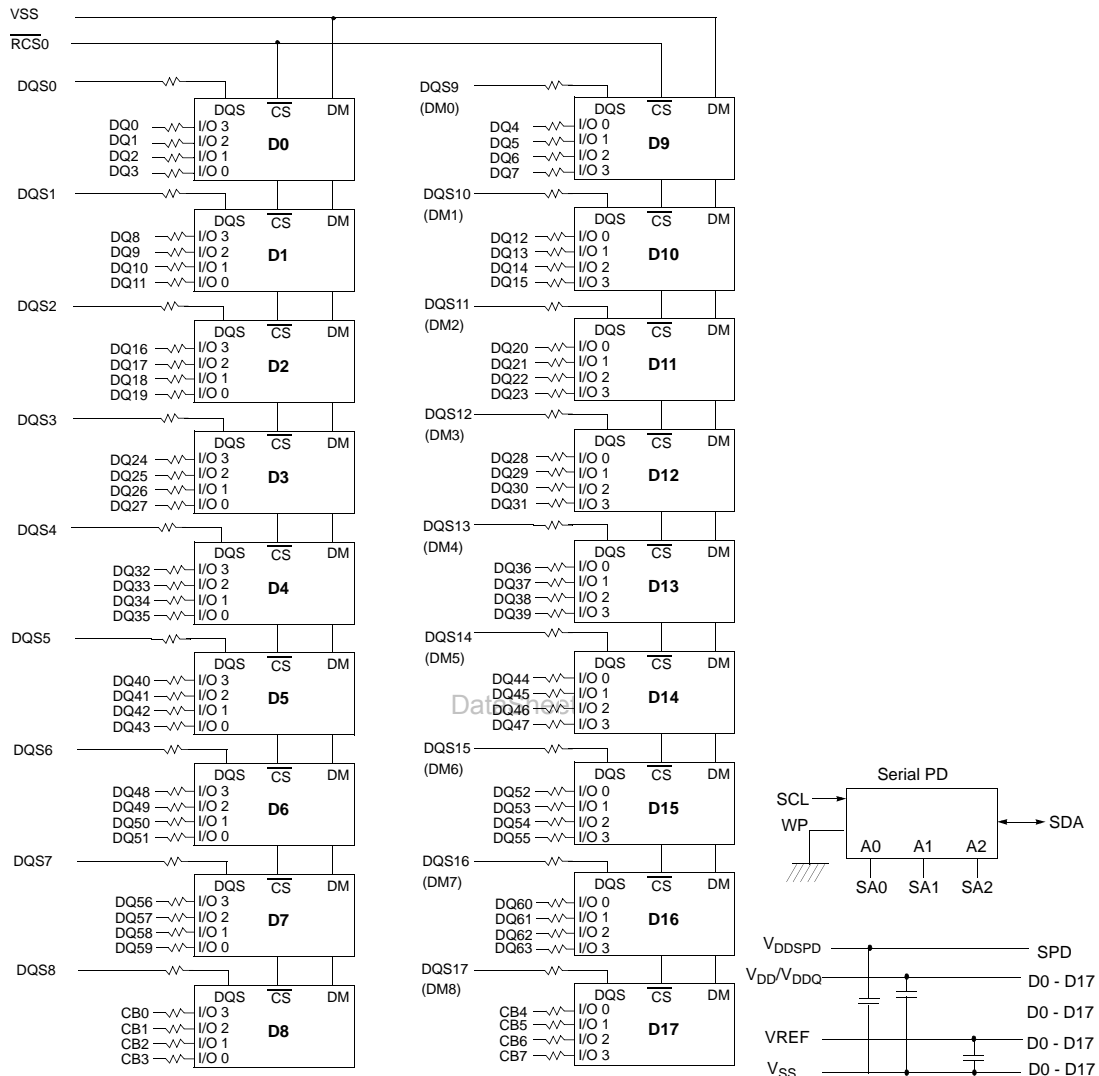 VSS
RCS0
DQS0
DQS CS DM
DQ0 I/O 3
DQ1 I/O 2
DQ2 I/O 1
DQ3 I/O 0
D0
DQS1
DQS CS DM
DQ8 I/O 3
DQ9 I/O 2
DQ10 I/O 1
DQ11 I/O 0
D1
DQS2
DQS CS DM
DQ16 I/O 3
DQ17 I/O 2
DQ18 I/O 1
DQ19 I/O 0
D2
DQS3
DQS CS DM
DQ24 I/O 3
DQ25 I/O 2
DQ26 I/O 1
DQ27 I/O 0
D3
DQS4
DQS CS DM
DQ32 I/O 3
DQ33 I/O 2
DQ34 I/O 1
DQ35 I/O 0
D4
DQS5
DQS CS DM
DQ40 I/O 3
DQ41 I/O 2
DQ42 I/O 1
DQ43 I/O 0
D5
DQS6
DQS CS DM
DQ48 I/O 3
DQ49 I/O 2
DQ50 I/O 1
DQ51 I/O 0
D6
DQS7
DQS CS DM
DQ56 I/O 3
DQ57 I/O 2
DQ58 I/O 1
DQ59 I/O 0
D7
DQS8
DQS CS DM
CB0 I/O 3
CB1 I/O 2
CB2 I/O 1
CB3 I/O 0
D8
DQS9
(DM0)
DQS CS DM
DQ4 I/O 0
DQ5 I/O 1
DQ6 I/O 2
DQ7 I/O 3
D9
DQS10
(DM1)
DQS CS DM
DQ12 I/O 0
DQ13 I/O 1
DQ14 I/O 2
DQ15 I/O 3
D10
DQS11
(DM2)
DQS CS DM
DQ20 I/O 0
DQ21 I/O 1
DQ22 I/O 2
DQ23 I/O 3
D11
DQS12
(DM3)
DQS CS DM
DQ28 I/O 0
DQ29 I/O 1
DQ30 I/O 2
DQ31 I/O 3
D12
DQS13
(DM4)
DQS CS DM
DQ36 I/O 0
DQ37 I/O 1
DQ38 I/O 2
DQ39 I/O 3
D13
DQS14
(DM5)
DQS CS DM
DQ44 I/O 0
DQ45 I/O 1
DQ46 I/O 2
DQ47 I/O 3
D14
DataSheet
DQS15
(DM6)
DQS CS DM
DQ52 I/O 0
DQ53 I/O 1
DQ54 I/O 2
DQ55 I/O 3
D15
DQS16
(DM7)
DQS CS DM
DQ60 I/O 0
DQ61 I/O 1
DQ62 I/O 2
DQ63 I/O 3
D16
DQS17
(DM8)
DQS CS DM
CB4 I/O 0
CB5 I/O 1
CB6 I/O 2
CB7 I/O 3
D17
Serial PD
SCL
WP
SDA
A0 A1 A2
SA0 SA1 SA2
VDDSPD SPD
VDD/VDDQ D0 - D17
D0 - D17
VREF D0 - D17
VSS D0 - D17